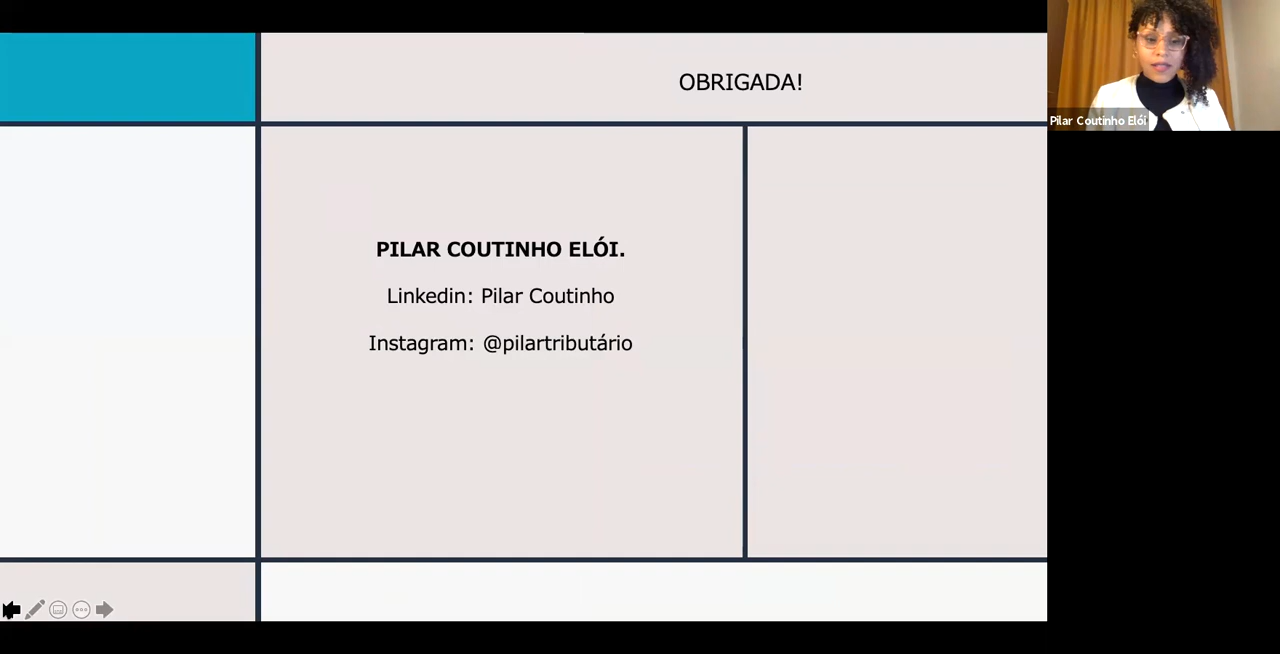 OBRIGADA!
Pilar Coutinho Elói
PILAR COUTINHO ELÓI.
Linkedin: Pilar Coutinho
Instagram: @pilartributário